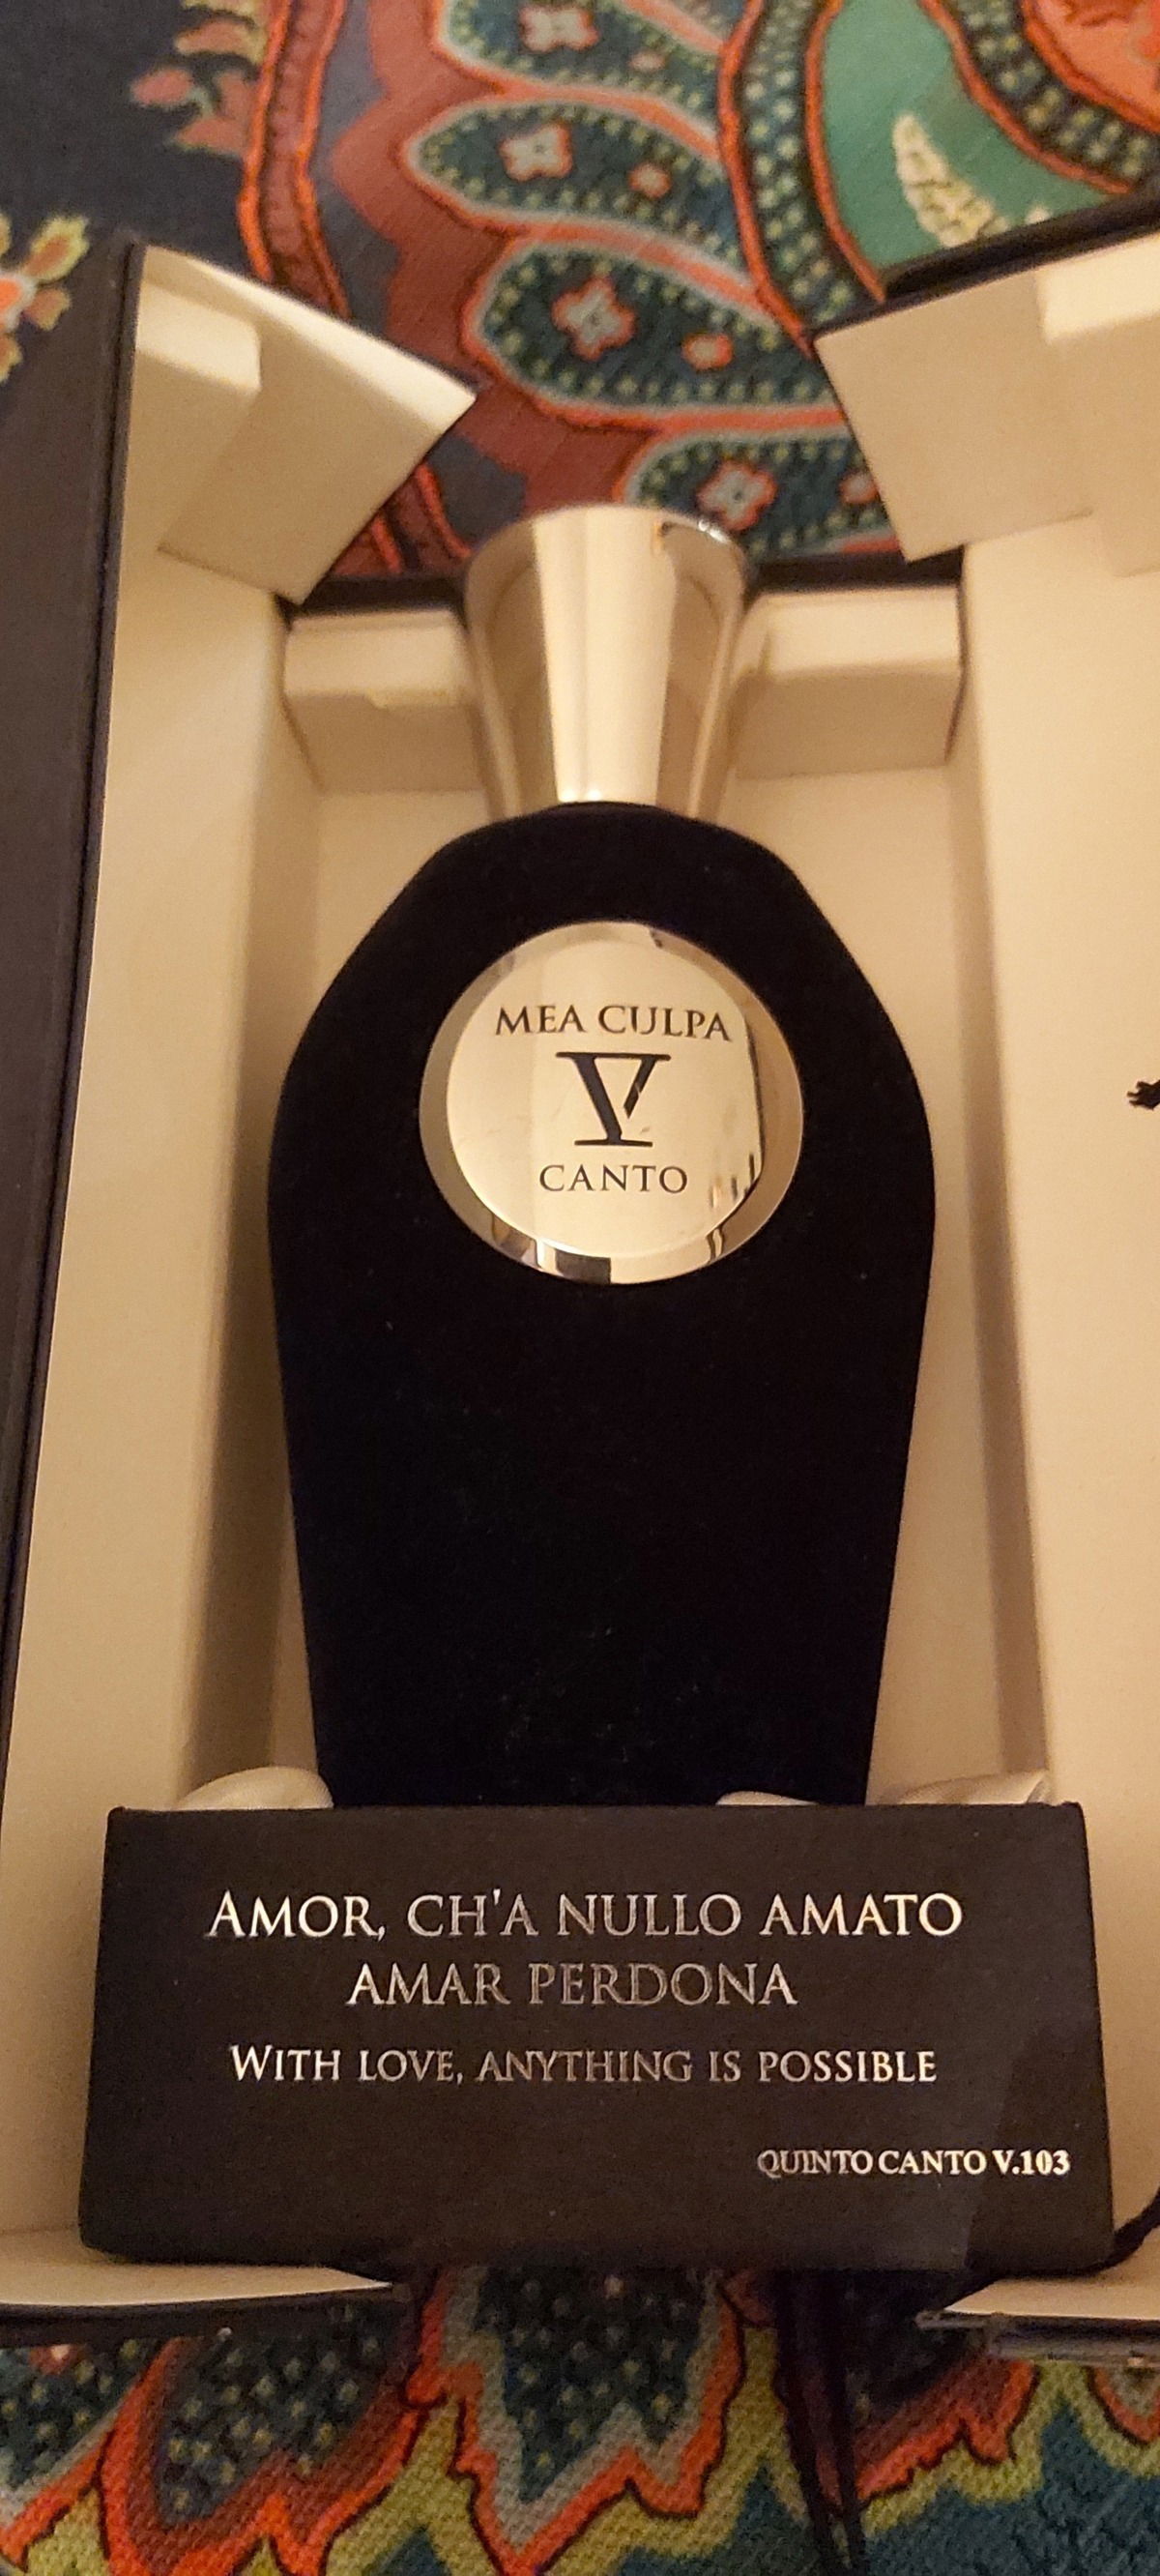 MEA CULPA
V
CANTO
AMOR, CH'A NULLO AMATO
AMAR PERDONA
WITH LOVE, ANYTHING IS POSSIBLE
QUINTO CANTO V.103